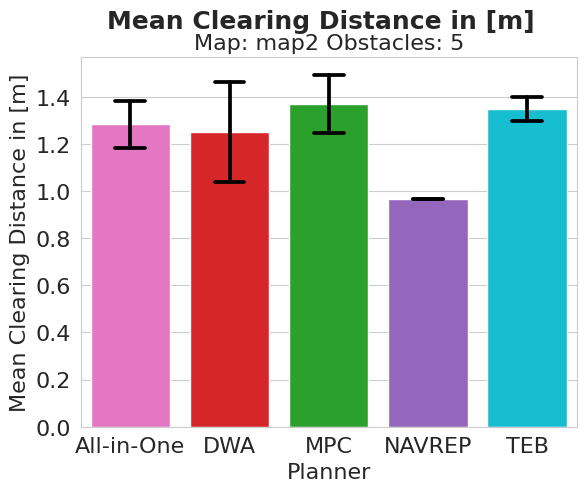 Mean Clearing Distance in [m]
Map: map2 Obstacles: 5
Mean Clearing Distance in [m]
1.4
1.2
1.0
0.8
0.6
0.4
0.2
0.0
All-in-One DWA MPC NAVREP TEB
Planner